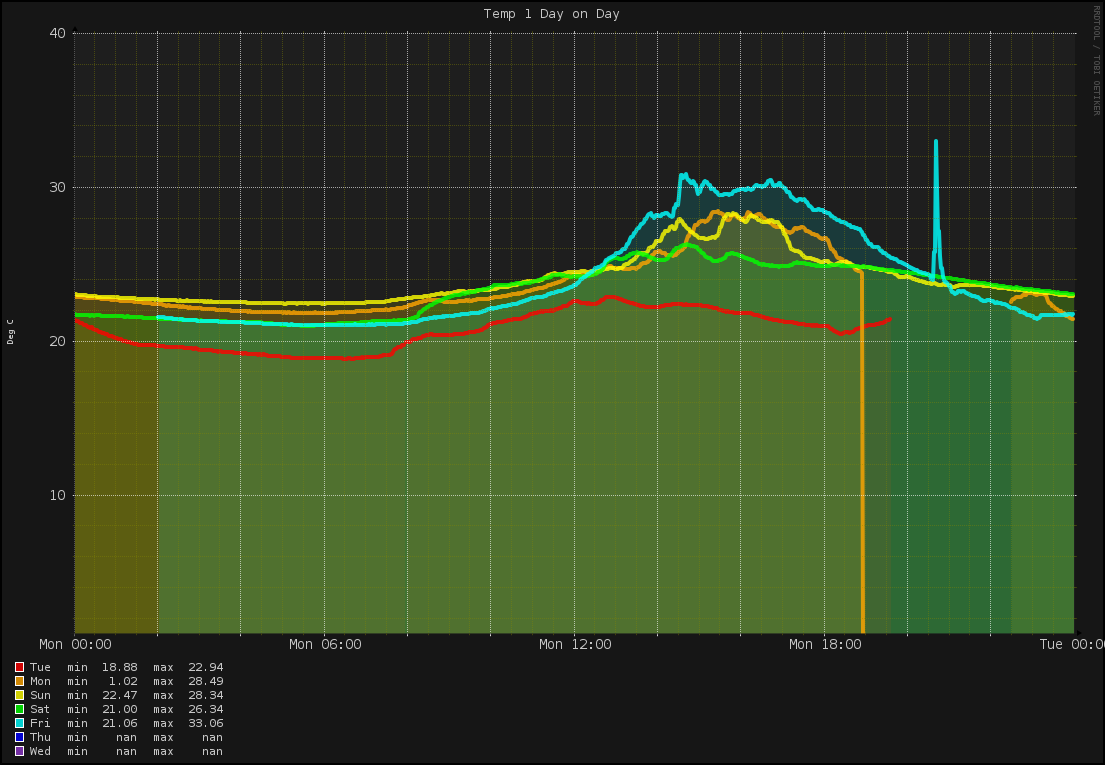 Temp 1 Day on Day
RRDTOOL / TOBI OETIKER
40
30
20
10
Deg C
Mon 00:00 Mon 06:00 Mon 12:00 Mon 18:00 Tue 00:00
Tue min 18.88 max 22.94
Mon min 1.02 max 28.49
Sun min 22.47 max 28.34
Sat min 21.00 max 26.34
Fri min 21.06 max 33.06
Thu min nan max nan
Wed min nan max nan